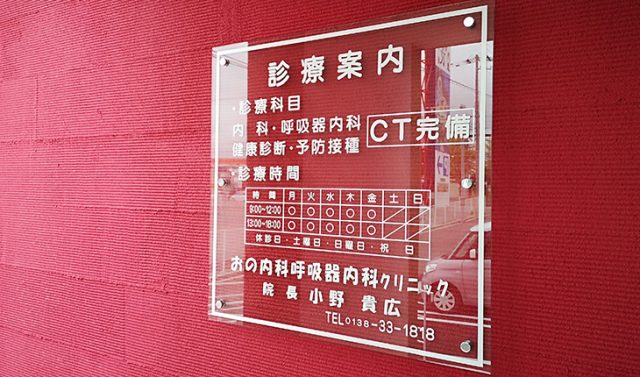 診療案内
・診療科目
内 科・呼吸器内科
健康診断・予防接種
CT完備
・診療時間
時間 月 火 水 木 金 土 日
9:00~12:00 ○ ○ ○ ○ ○ ／ ／
13:00~18:00 ○ ○ ○ ○ ○ ／ ／
休診日・土曜日・日曜日・祝 日
おの内科呼吸器内科クリニック
院 長 小野 貴広
TEL0138-33-1818